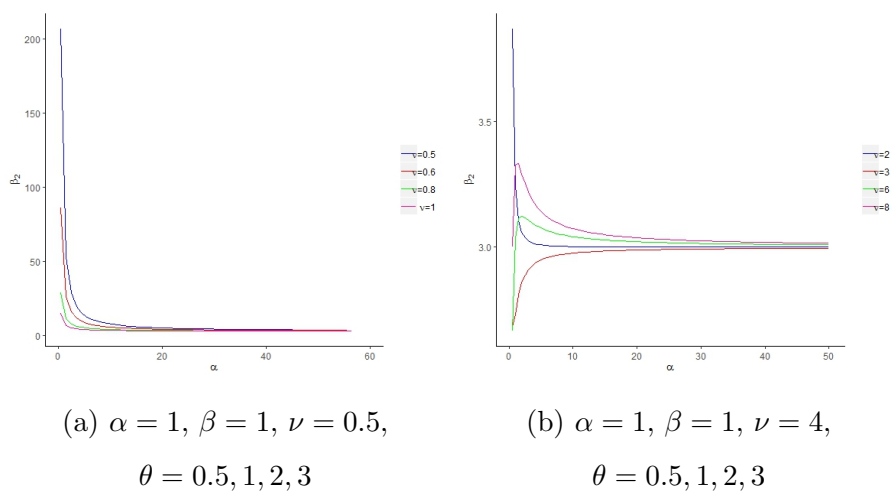 200
150
100
50
0
β₂
0
20
40
60
α
ν=0.5
ν=0.6
ν=0.8
ν=1
3.5
3.0
β₂
0
10
20
30
40
50
α
ν=2
ν=3
ν=6
ν=8
(a) α = 1, β = 1, ν = 0.5,
θ = 0.5, 1, 2, 3
(b) α = 1, β = 1, ν = 4,
θ = 0.5, 1, 2, 3